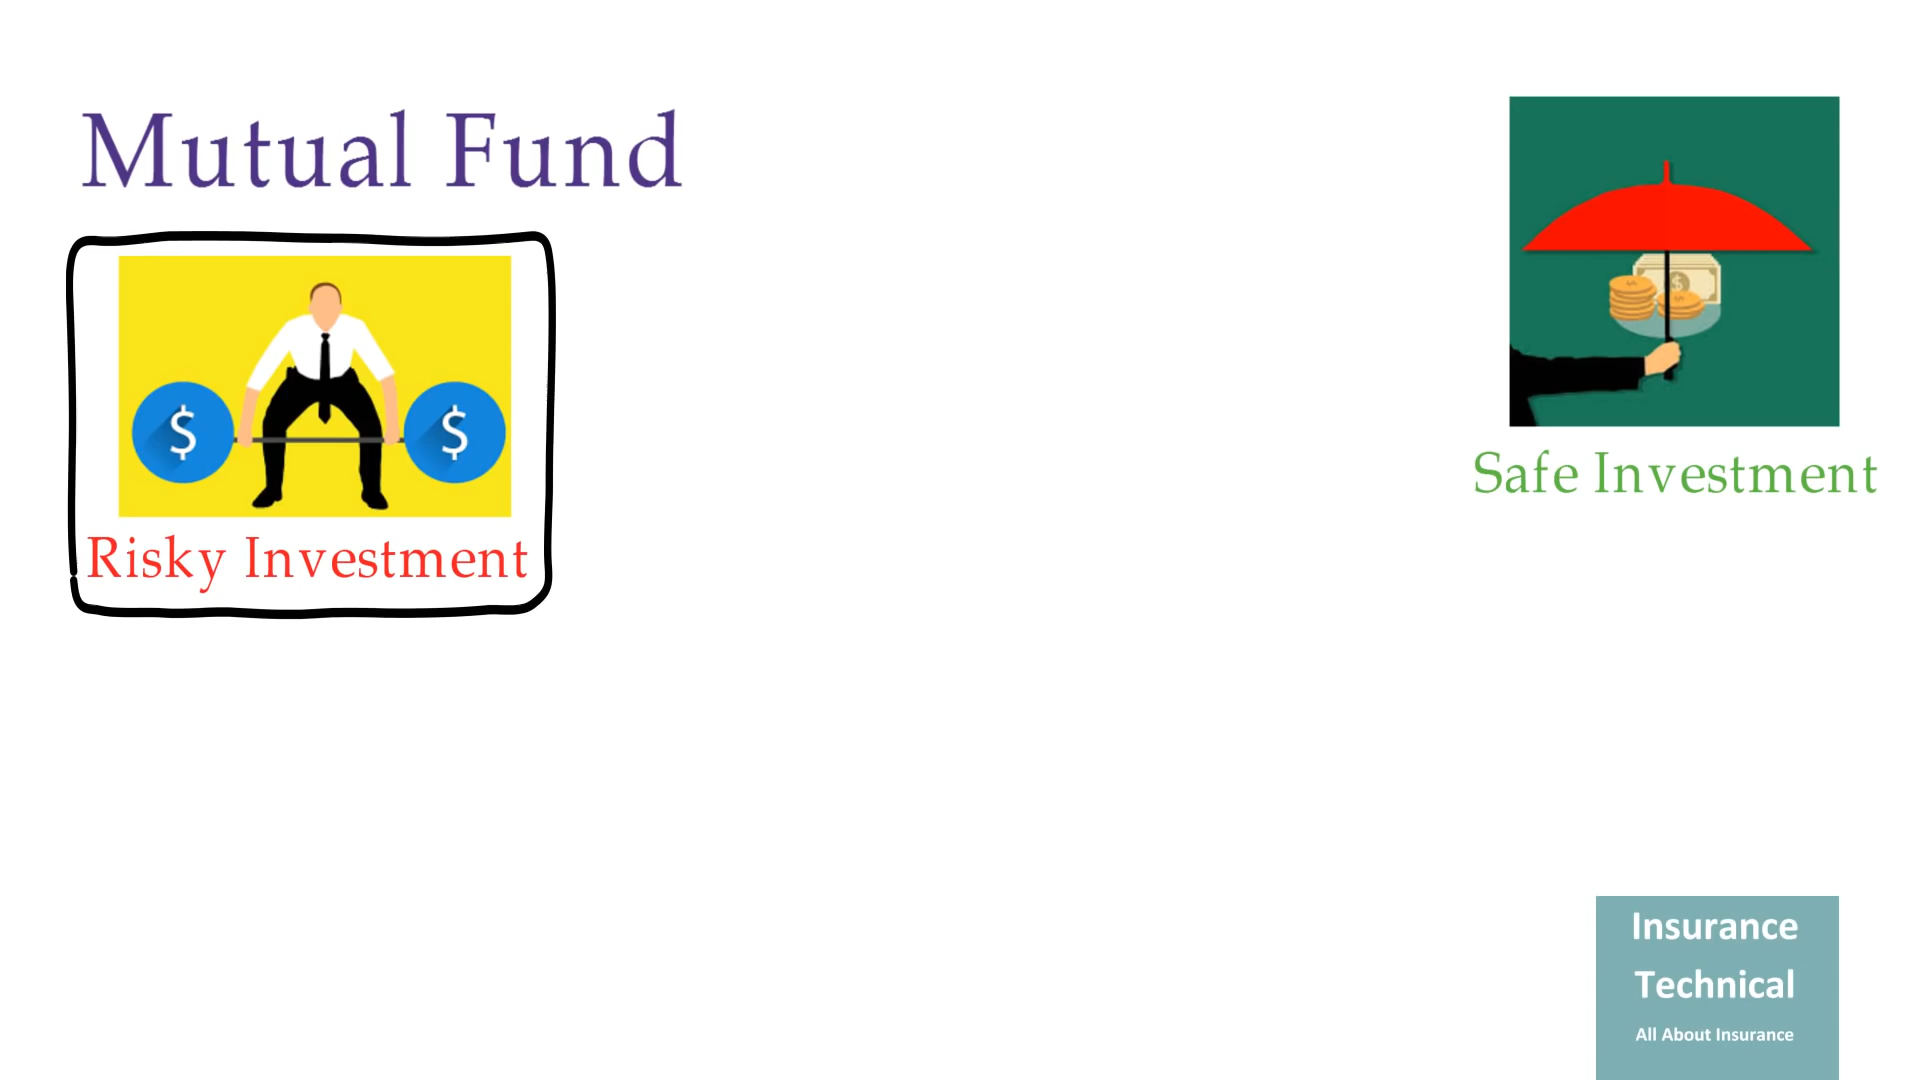 Mutual Fund
$ $
Risky Investment
Safe Investment
Insurance
Technical
All About Insurance